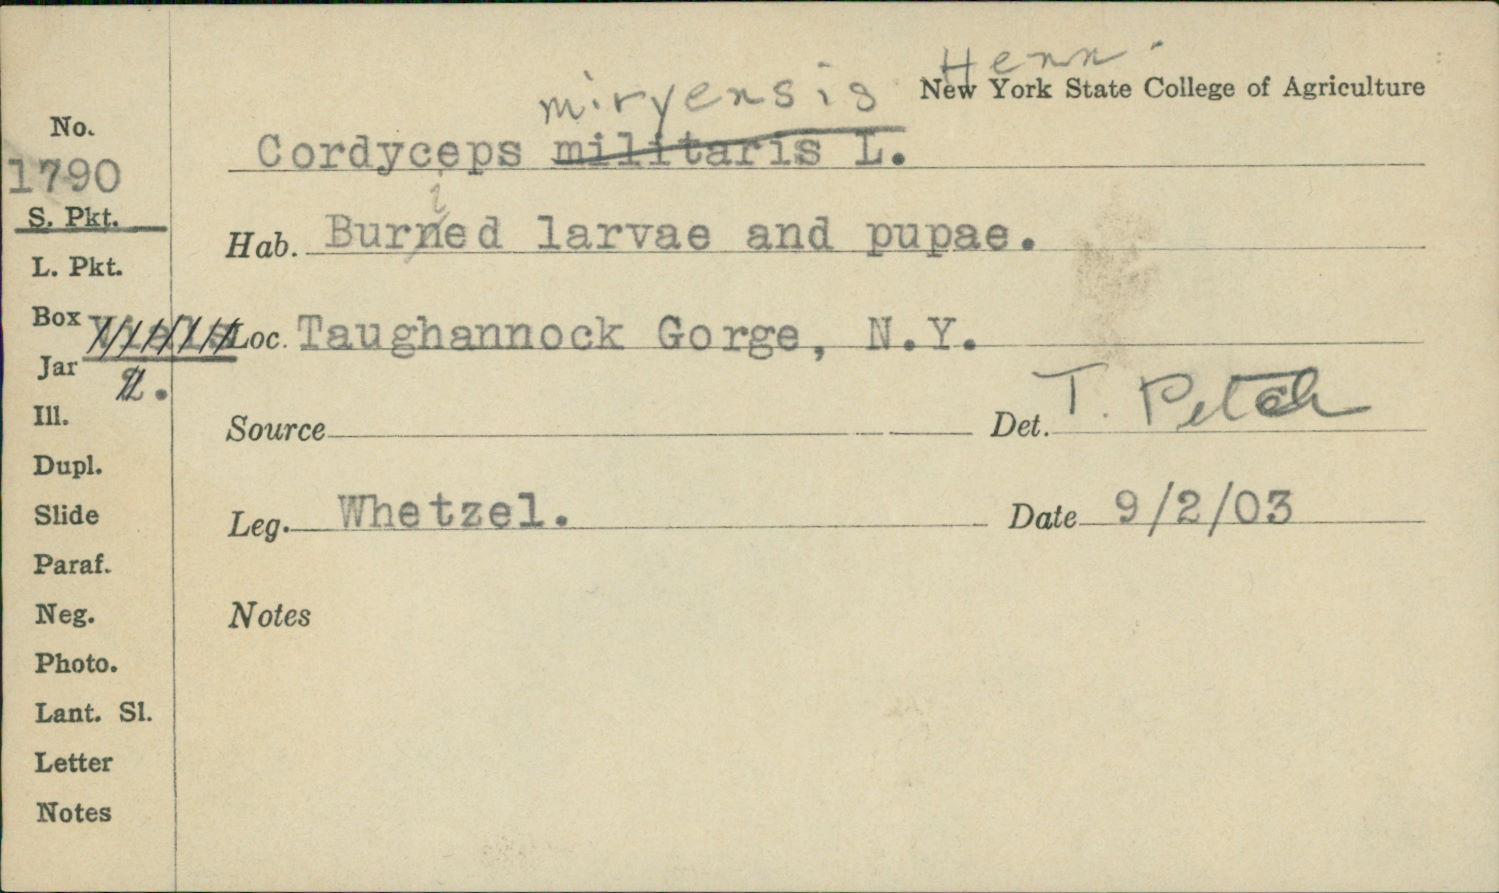 Henn.
New York State College of Agriculture
miryensis
No.
1790
Cordyceps militaris L.
S. Pkt.
Hab. Buried larvae and pupae.
L. Pkt.
Box
Loc. Taughannock Gorge, N.Y.
Jar
2.
Ill.
Source
Det. T. Petch
Dupl.
Slide
Leg. Whetzel.
Date 9/2/03
Paraf.
Neg.
Notes
Photo.
Lant. Sl.
Letter
Notes